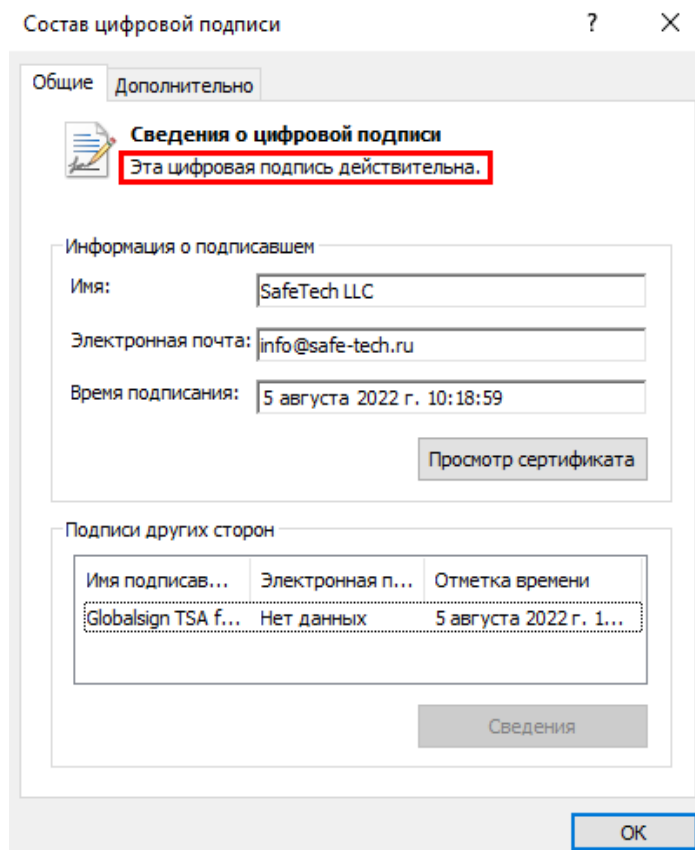 Состав цифровой подписи ? ×
Общие Дополнительно
Сведения о цифровой подписи
Эта цифровая подпись действительна.
Информация о подписавшем
Имя: SafeTech LLC
Электронная почта: info@safe-tech.ru
Время подписания: 5 августа 2022 г. 10:18:59
Просмотр сертификата
Подписи других сторон
Имя подписав... Электронная п... Отметка времени
Globalsign TSA f... Нет данных 5 августа 2022 г. 1...
Сведения
ОК